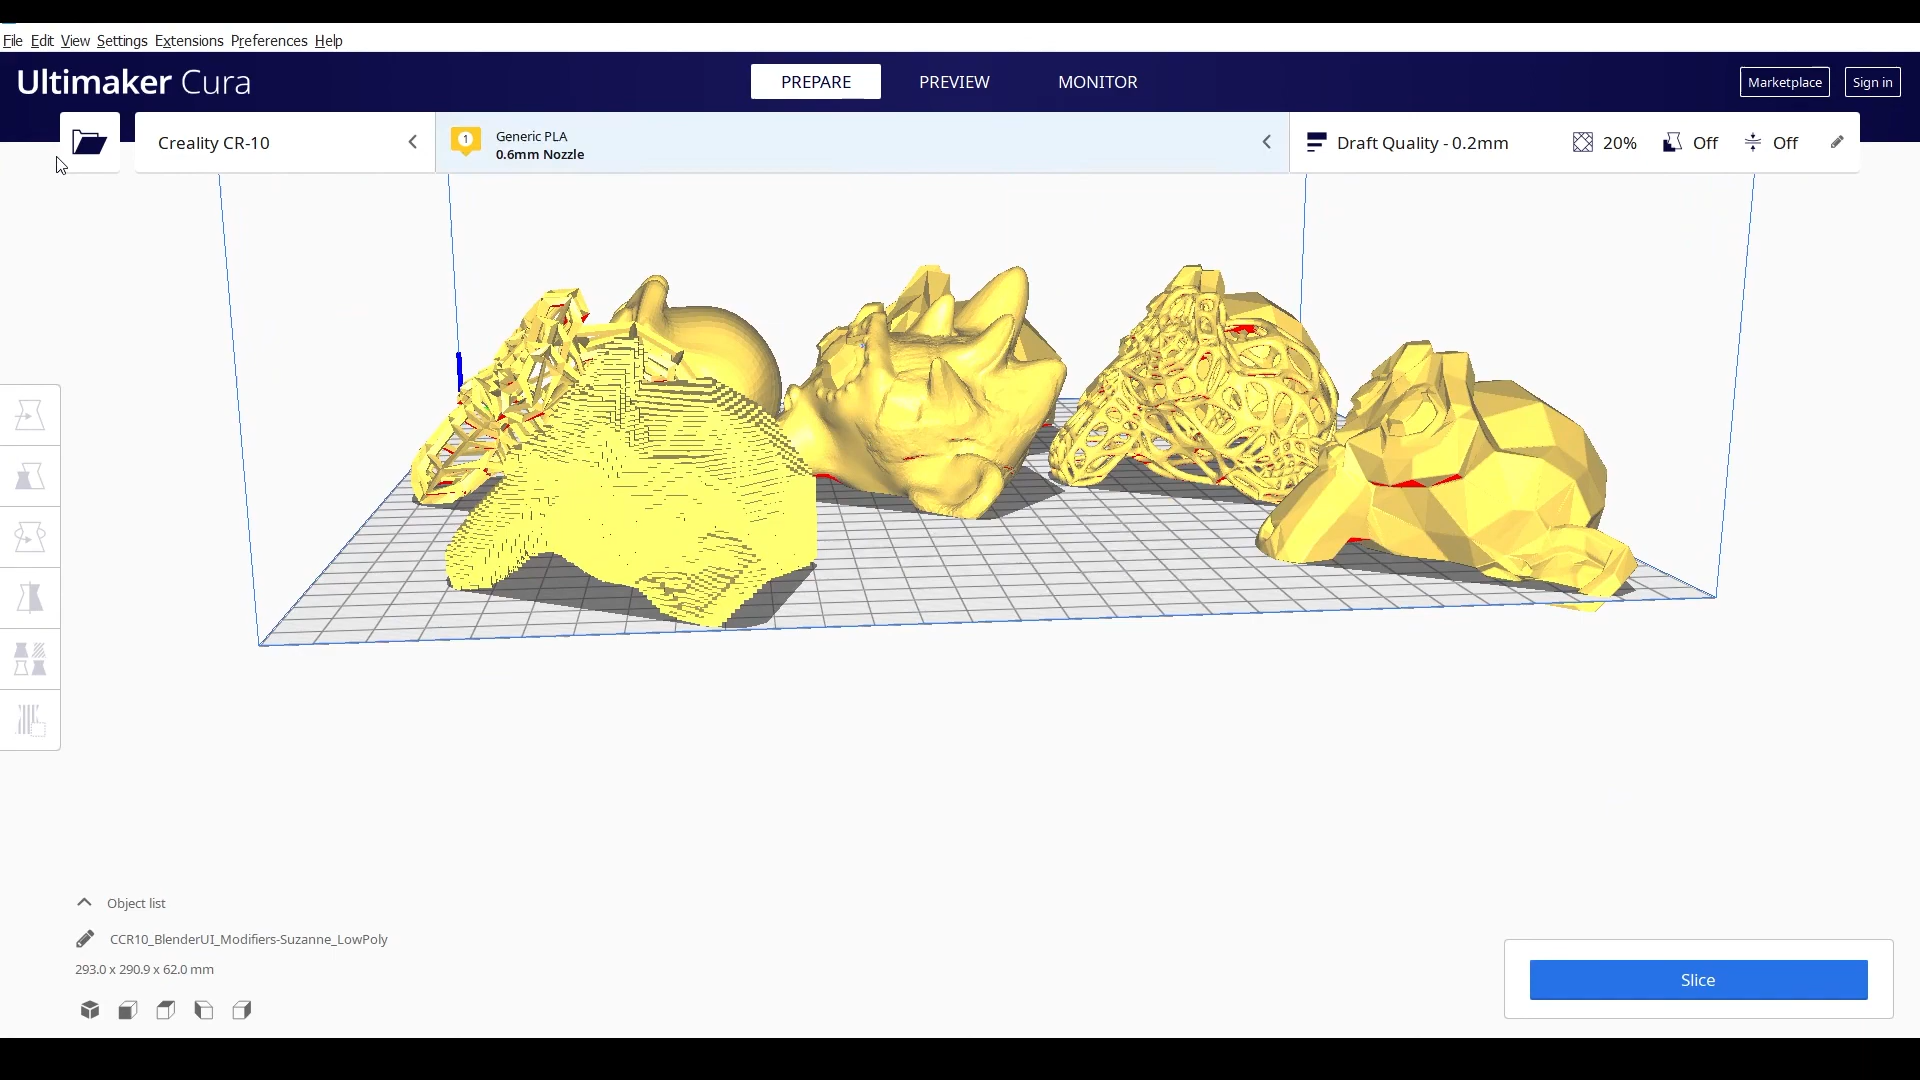 File Edit View Settings Extensions Preferences Help
Ultimaker Cura
PREPARE PREVIEW MONITOR
Marketplace Sign in
Creality CR-10
1
Generic PLA
0.6mm Nozzle
Draft Quality - 0.2mm 20% Off Off
Object list
CCR10_BlenderUI_Modifiers-Suzanne_LowPoly
293.0 x 290.9 x 62.0 mm
Slice